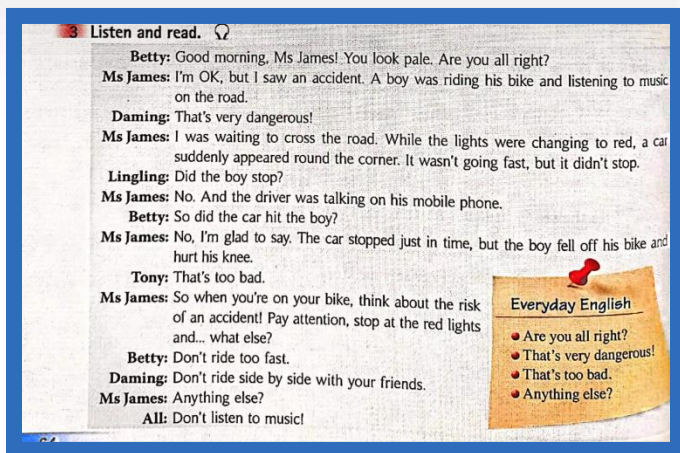 3 Listen and read.
Betty: Good morning, Ms James! You look pale. Are you all right?
Ms James: I'm OK, but I saw an accident. A boy was riding his bike and listening to music
on the road.
Daming: That's very dangerous!
Ms James: I was waiting to cross the road. While the lights were changing to red, a car
suddenly appeared round the corner. It wasn't going fast, but it didn't stop.
Lingling: Did the boy stop?
Ms James: No. And the driver was talking on his mobile phone.
Betty: So did the car hit the boy?
Ms James: No, I'm glad to say. The car stopped just in time, but the boy fell off his bike and
hurt his knee.
Tony: That's too bad.
Ms James: So when you're on your bike, think about the risk
of an accident! Pay attention, stop at the red lights
and... what else?
Betty: Don't ride too fast.
Daming: Don't ride side by side with your friends.
Ms James: Anything else?
All: Don't listen to music!
Everyday English
Are you all right?
That's very dangerous!
That's too bad.
Anything else?